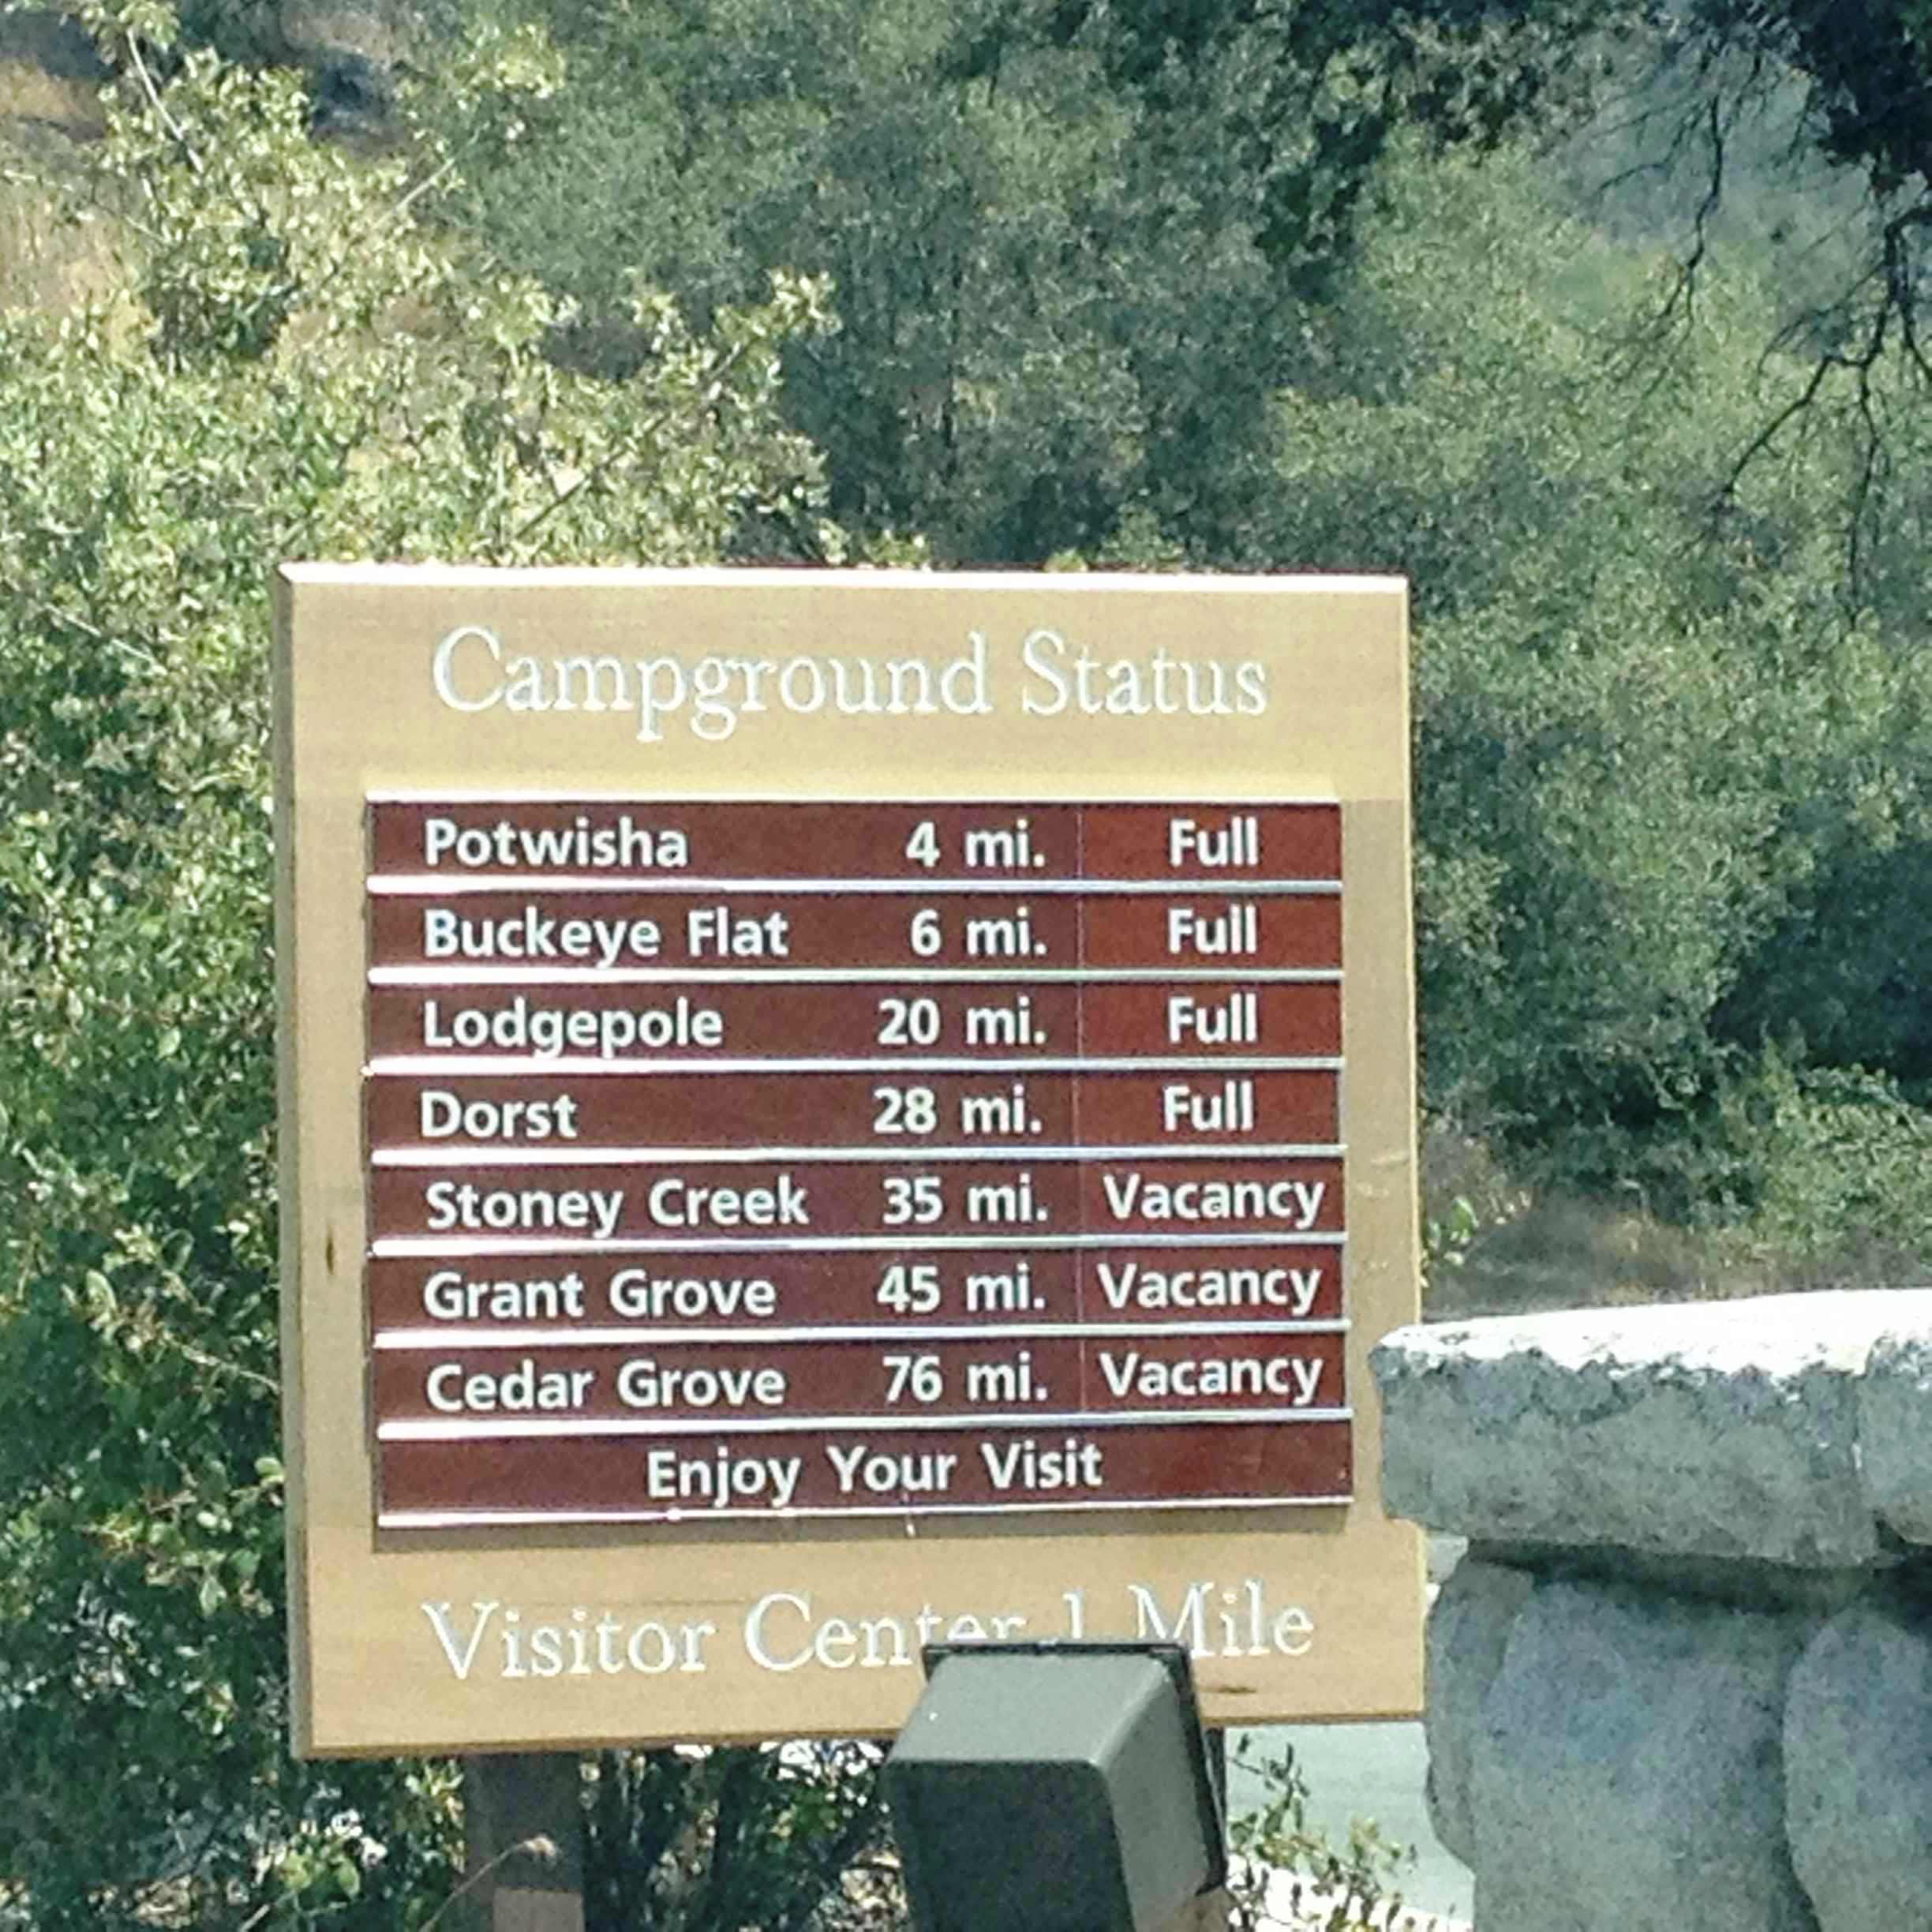 Campground Status
Potwisha 4 mi. Full
Buckeye Flat 6 mi. Full
Lodgepole 20 mi. Full
Dorst 28 mi. Full
Stoney Creek 35 mi. Vacancy
Grant Grove 45 mi. Vacancy
Cedar Grove 76 mi. Vacancy
Enjoy Your Visit
Visitor Center 1 Mile